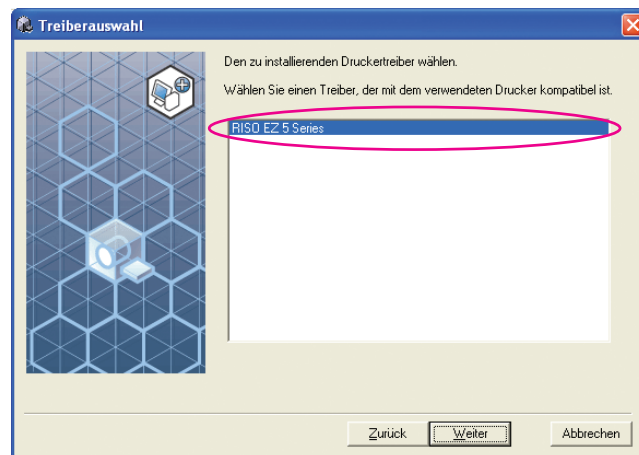 Treiberauswahl
Den zu installierenden Druckertreiber wählen.
Wählen Sie einen Treiber, der mit dem verwendeten Drucker kompatibel ist.
RISO EZ 5 Series
Zurück Weiter Abbrechen